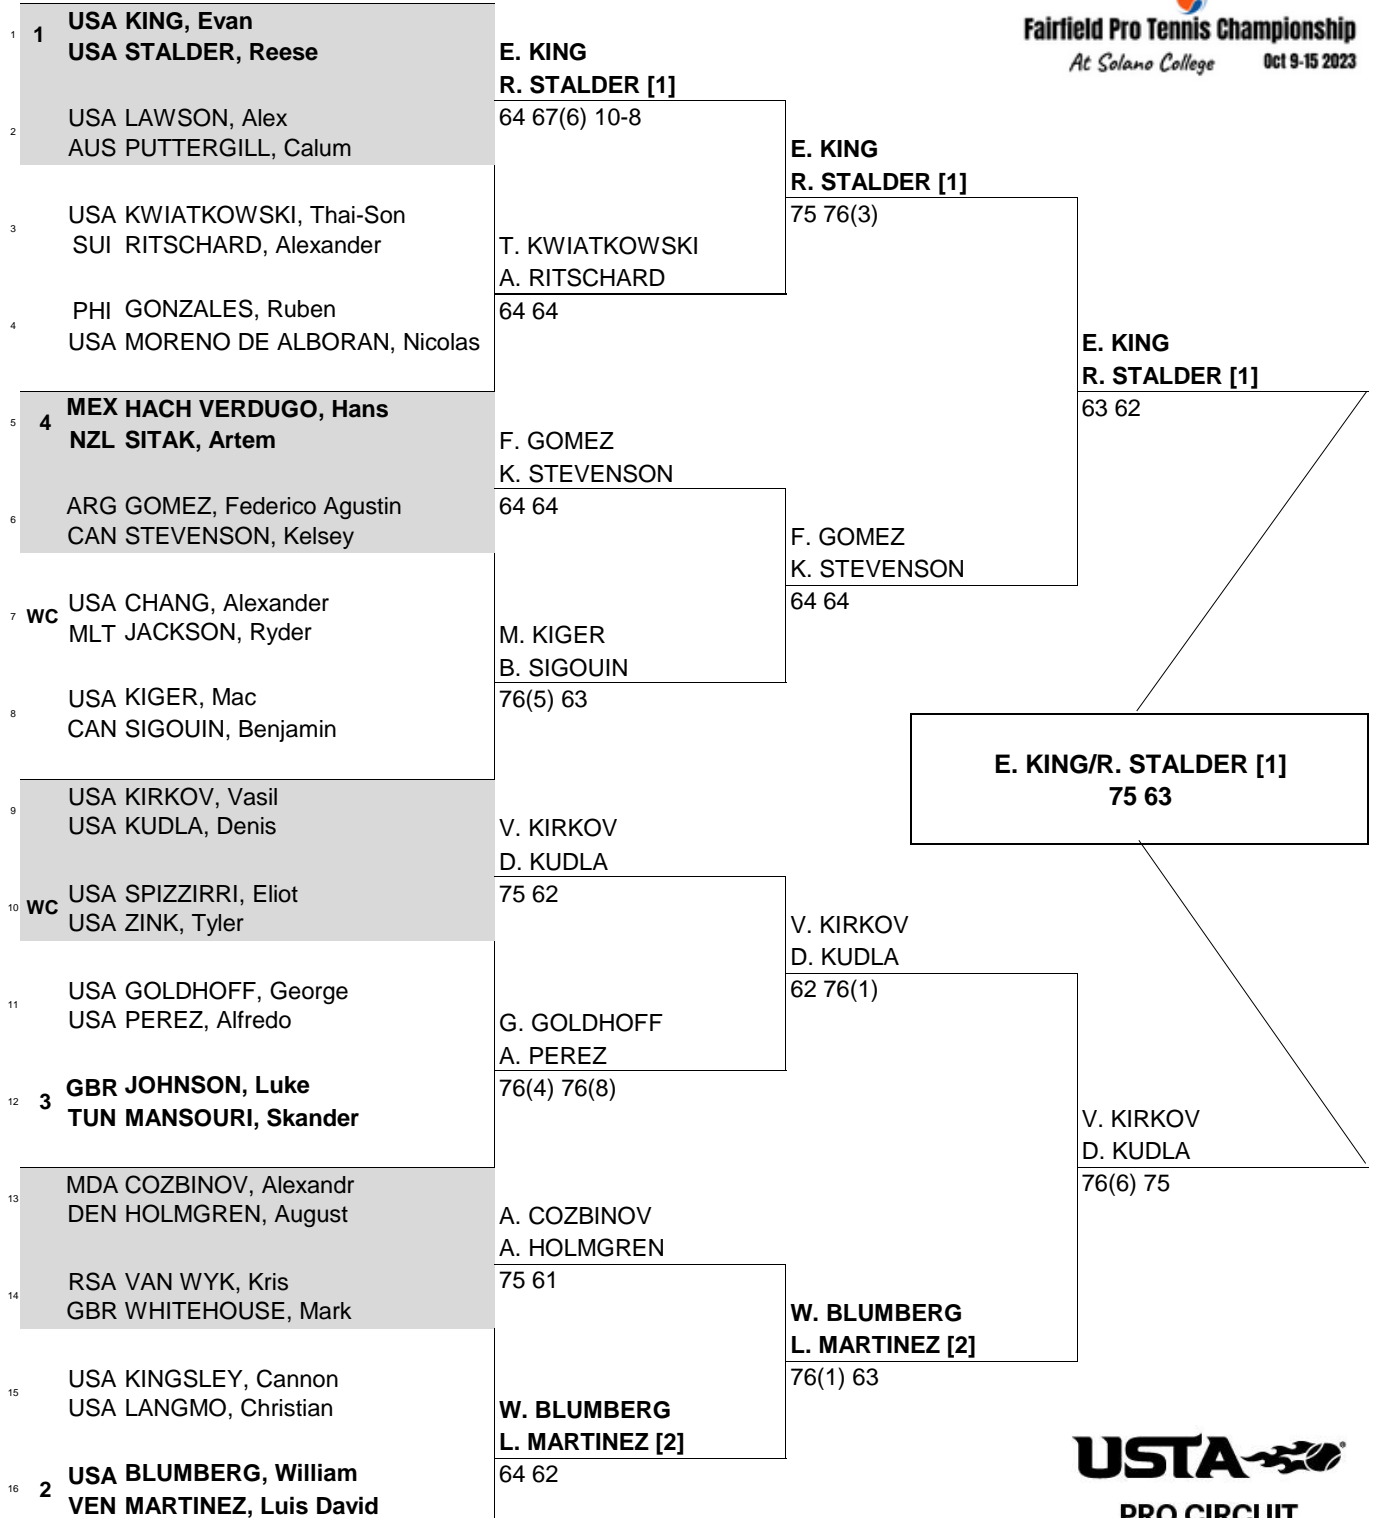 Fairfield Pro Tennis Championship
At Solano College Oct 9-15 2023
1 1 USA KING, Evan
USA STALDER, Reese
2 USA LAWSON, Alex
AUS PUTTERGILL, Calum
3 USA KWIATKOWSKI, Thai-Son
SUI RITSCHARD, Alexander
4 PHI GONZALES, Ruben
USA MORENO DE ALBORAN, Nicolas
5 4 MEX HACH VERDUGO, Hans
NZL SITAK, Artem
6 ARG GOMEZ, Federico Agustin
CAN STEVENSON, Kelsey
7 WC USA CHANG, Alexander
MLT JACKSON, Ryder
8 USA KIGER, Mac
CAN SIGOUIN, Benjamin
9 USA KIRKOV, Vasil
USA KUDLA, Denis
10 WC USA SPIZZIRRI, Eliot
USA ZINK, Tyler
11 USA GOLDHOFF, George
USA PEREZ, Alfredo
12 3 GBR JOHNSON, Luke
TUN MANSOURI, Skander
13 MDA COZBINOV, Alexandr
DEN HOLMGREN, August
14 RSA VAN WYK, Kris
GBR WHITEHOUSE, Mark
15 USA KINGSLEY, Cannon
USA LANGMO, Christian
16 2 USA BLUMBERG, William
VEN MARTINEZ, Luis David
E. KING
R. STALDER [1]
64 67(6) 10-8
T. KWIATKOWSKI
A. RITSCHARD
64 64
F. GOMEZ
K. STEVENSON
64 64
M. KIGER
B. SIGOUIN
76(5) 63
V. KIRKOV
D. KUDLA
75 62
G. GOLDHOFF
A. PEREZ
76(4) 76(8)
A. COZBINOV
A. HOLMGREN
75 61
W. BLUMBERG
L. MARTINEZ [2]
64 62
E. KING
R. STALDER [1]
75 76(3)
F. GOMEZ
K. STEVENSON
64 64
V. KIRKOV
D. KUDLA
62 76(1)
W. BLUMBERG
L. MARTINEZ [2]
76(1) 63
E. KING
R. STALDER [1]
63 62
V. KIRKOV
D. KUDLA
76(6) 75
E. KING/R. STALDER [1]
75 63
USTA
PRO CIRCUIT